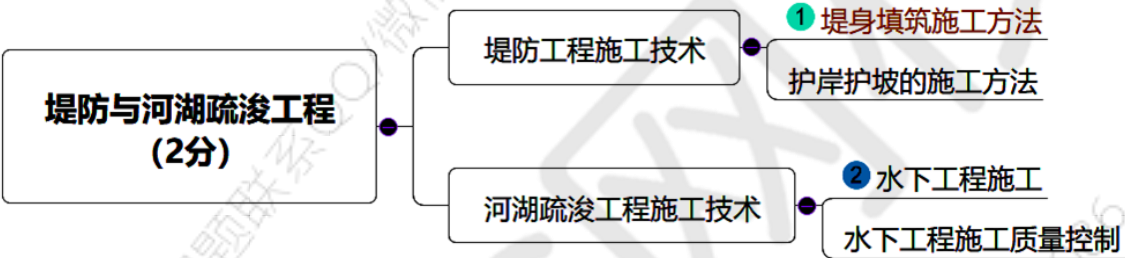 堤防与河湖疏浚工程
（2分）
堤防工程施工技术
1 堤身填筑施工方法
护岸护坡的施工方法
河湖疏浚工程施工技术
2 水下工程施工
水下工程施工质量控制